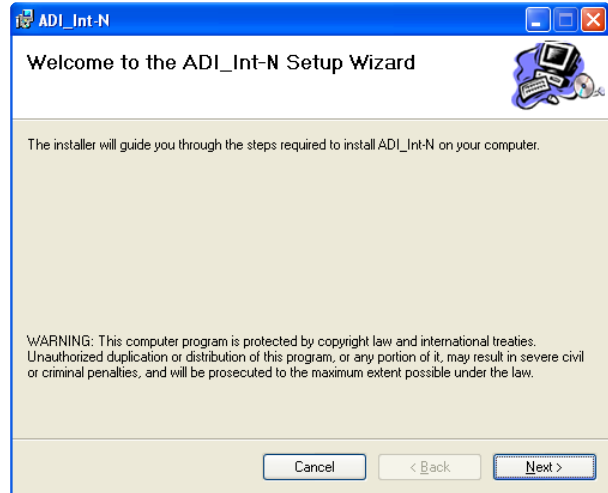 ADI_Int-N
Welcome to the ADI_Int-N Setup Wizard
The installer will guide you through the steps required to install ADI_Int-N on your computer.
WARNING: This computer program is protected by copyright law and international treaties.
Unauthorized duplication or distribution of this program, or any portion of it, may result in severe civil
or criminal penalties, and will be prosecuted to the maximum extent possible under the law.
Cancel
< Back
Next >